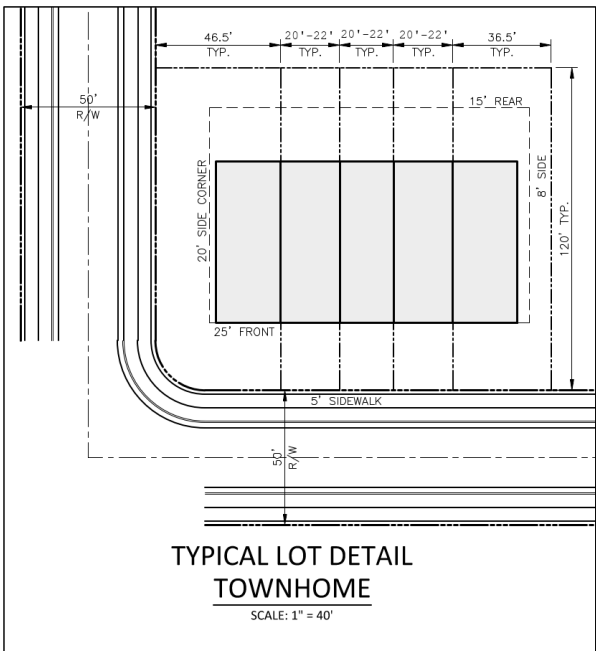 46.5' 20'-22' 20'-22' 20'-22' 36.5'
TYP. TYP. TYP. TYP. TYP.
50'
R/W
15' REAR
20' SIDE CORNER
8' SIDE
120' TYP.
25' FRONT
5' SIDEWALK
50'
R/W
TYPICAL LOT DETAIL
TOWNHOME
SCALE: 1" = 40'